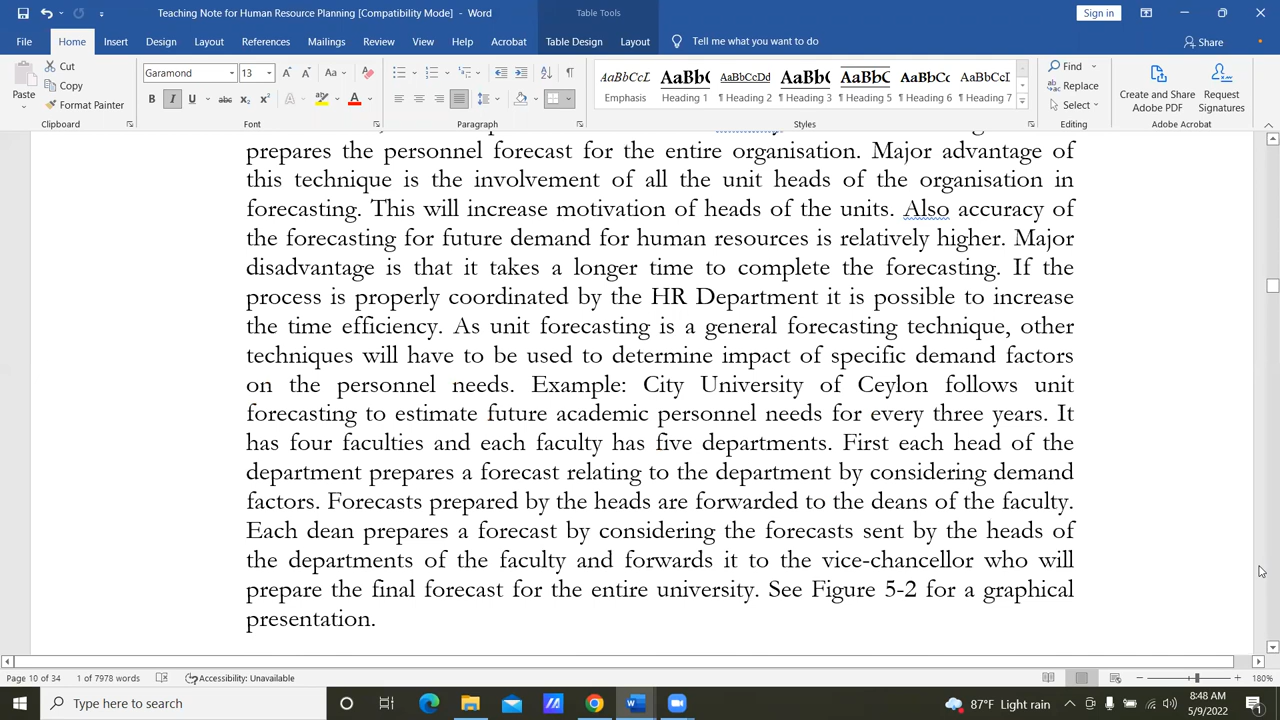 Teaching Note for Human Resource Planning [Compatibility Mode] - Word
Table Tools
Sign in
File Home Insert Design Layout References Mailings Review View Help Acrobat Table Design Layout Tell me what you want to do Share
Paste Cut Copy Format Painter
Clipboard
Garamond 13
Font
Paragraph
AaBbCcL AaBb( AaBbCcDd AaBb( AaBbC AaBbCc AaBbCcI
Emphasis Heading 1 ¶ Heading 2 Heading 3 Heading 5 ¶ Heading 6 ¶ Heading 7
Styles
Find Replace Select
Editing
Create and Share Adobe PDF Request Signatures
Adobe Acrobat
prepares the personnel forecast for the entire organisation. Major advantage of
this technique is the involvement of all the unit heads of the organisation in
forecasting. This will increase motivation of heads of the units. Also accuracy of
the forecasting for future demand for human resources is relatively higher. Major
disadvantage is that it takes a longer time to complete the forecasting. If the
process is properly coordinated by the HR Department it is possible to increase
the time efficiency. As unit forecasting is a general forecasting technique, other
techniques will have to be used to determine impact of specific demand factors
on the personnel needs. Example: City University of Ceylon follows unit
forecasting to estimate future academic personnel needs for every three years. It
has four faculties and each faculty has five departments. First each head of the
department prepares a forecast relating to the department by considering demand
factors. Forecasts prepared by the heads are forwarded to the deans of the faculty.
Each dean prepares a forecast by considering the forecasts sent by the heads of
the departments of the faculty and forwards it to the vice-chancellor who will
prepare the final forecast for the entire university. See Figure 5-2 for a graphical
presentation.
Page 10 of 34 1 of 7978 words Accessibility: Unavailable 180%
Type here to search 87°F Light rain 8:48 AM
5/9/2022